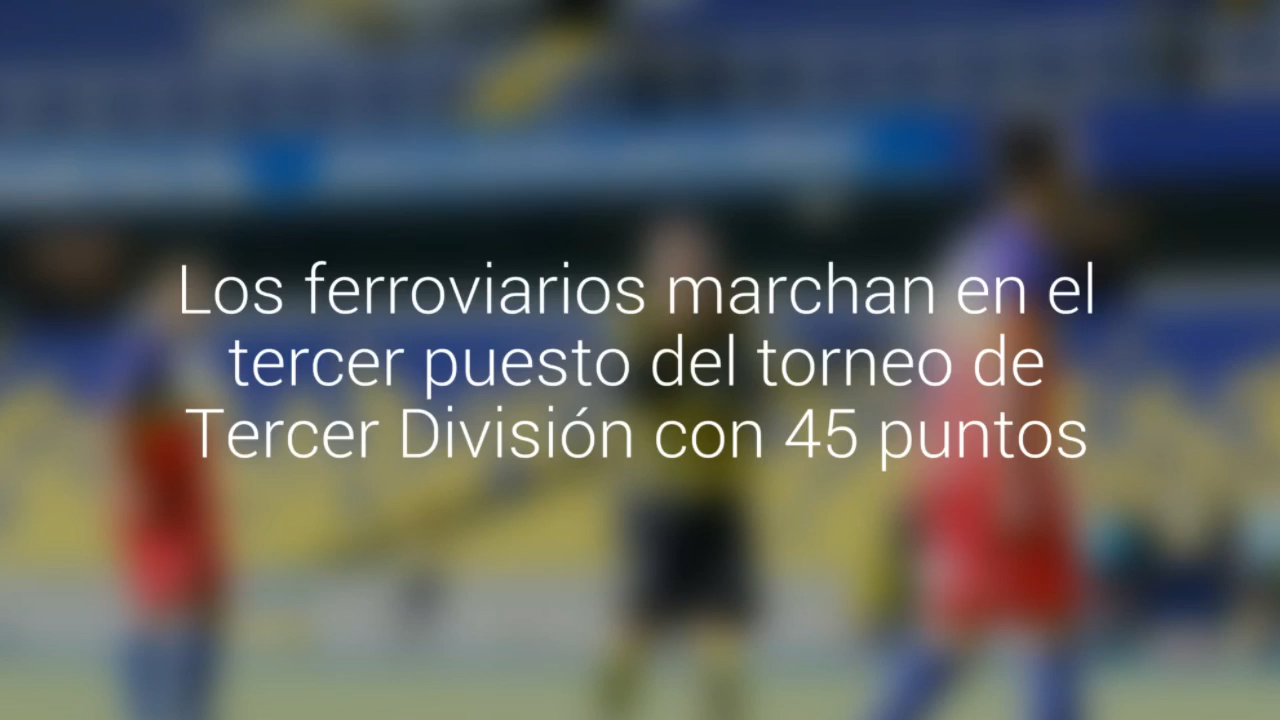 Los ferroviarios marchan en el
tercer puesto del torneo de
Tercer División con 45 puntos